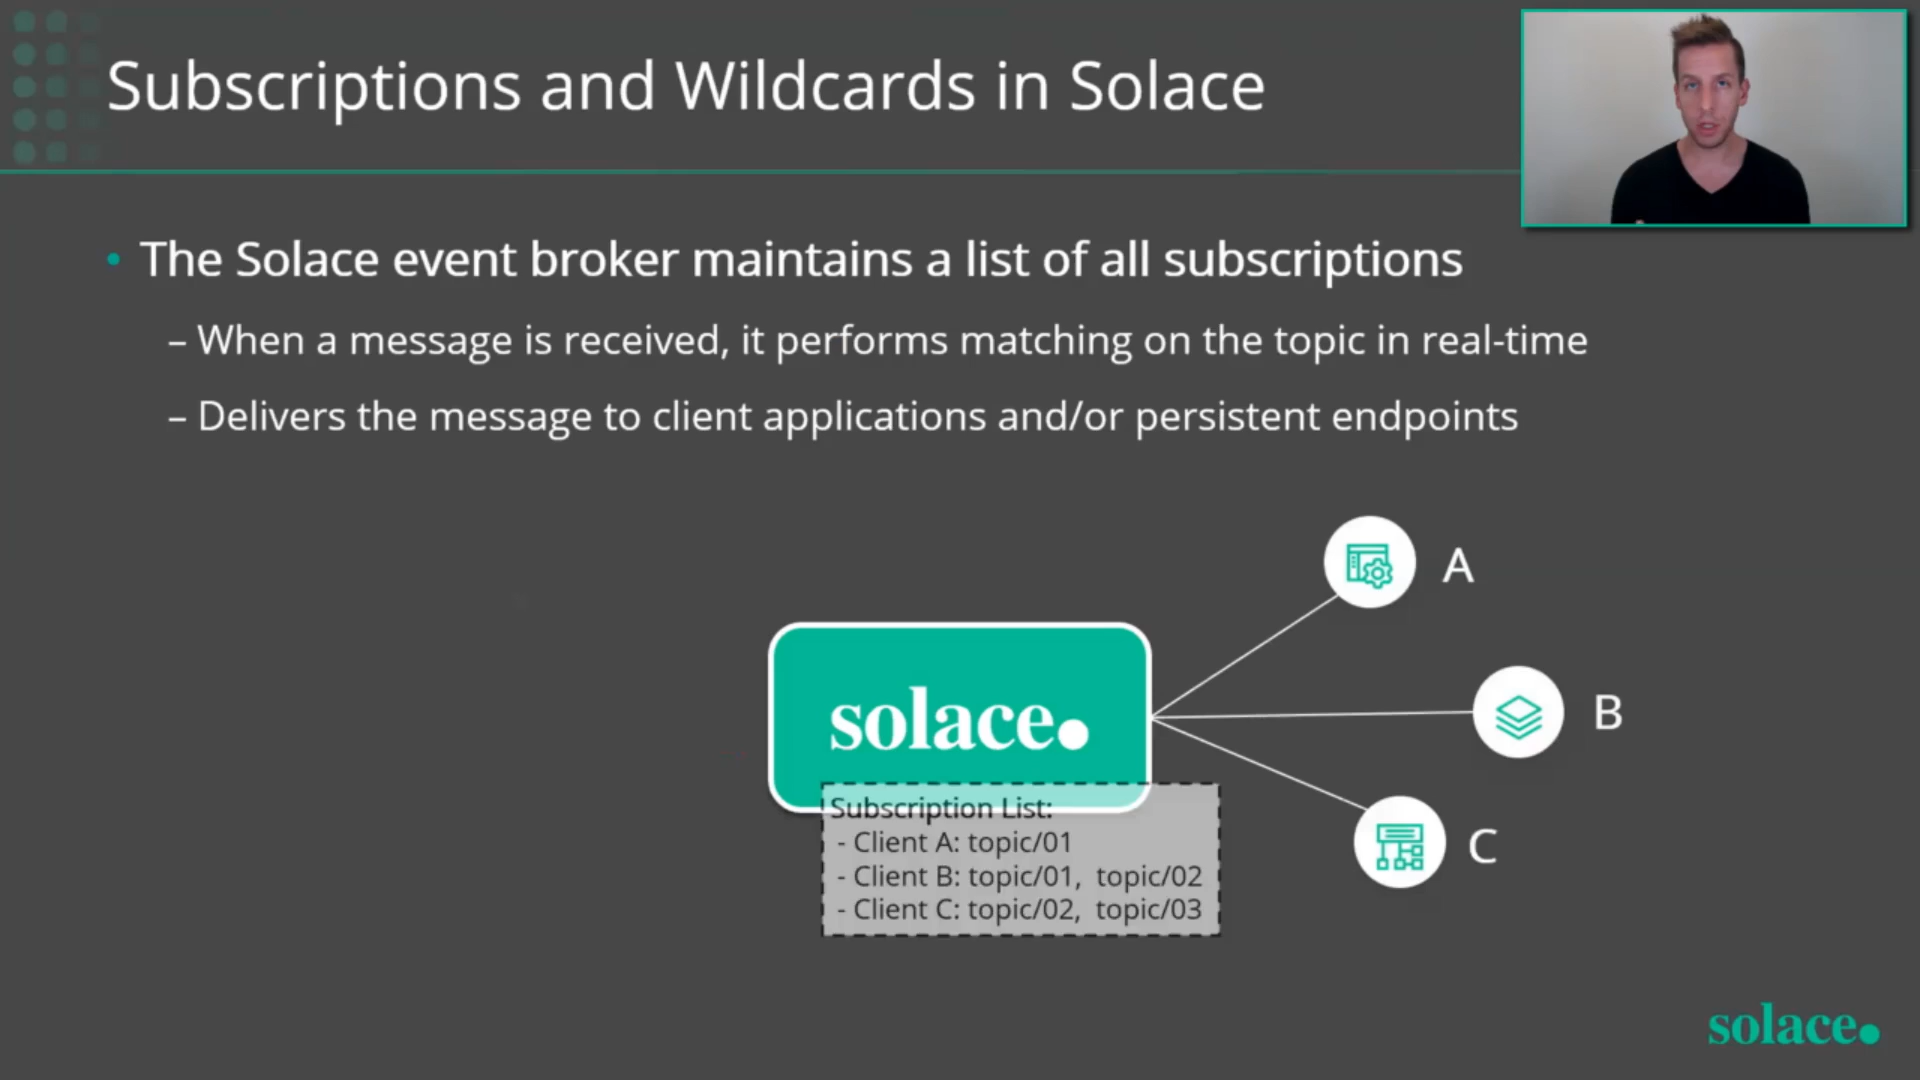 Subscriptions and Wildcards in Solace
• The Solace event broker maintains a list of all subscriptions
– When a message is received, it performs matching on the topic in real-time
– Delivers the message to client applications and/or persistent endpoints
A
solace.
B
Subscription List:
- Client A: topic/01
- Client B: topic/01, topic/02
- Client C: topic/02, topic/03
C
solace.